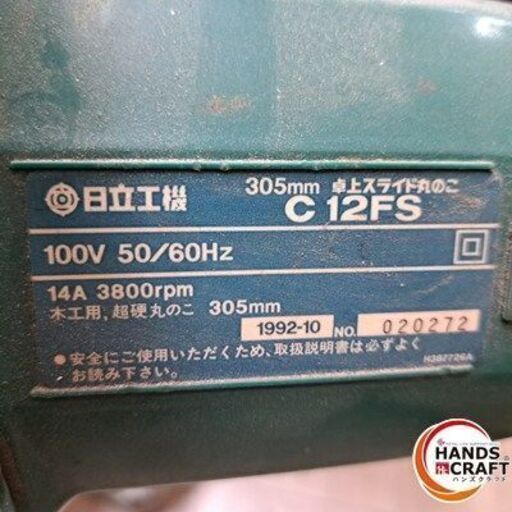 日立工機
305mm 卓上スライド丸のこ
C 12FS
100V 50/60Hz
14A 3800rpm
木工用, 超硬丸のこ 305mm
1992-10 NO. 020272
●安全にご使用いただくため、取扱説明書は必ずよく
お読み下さい。
H382726A
HANDS
CRAFT
ハンズクラフト